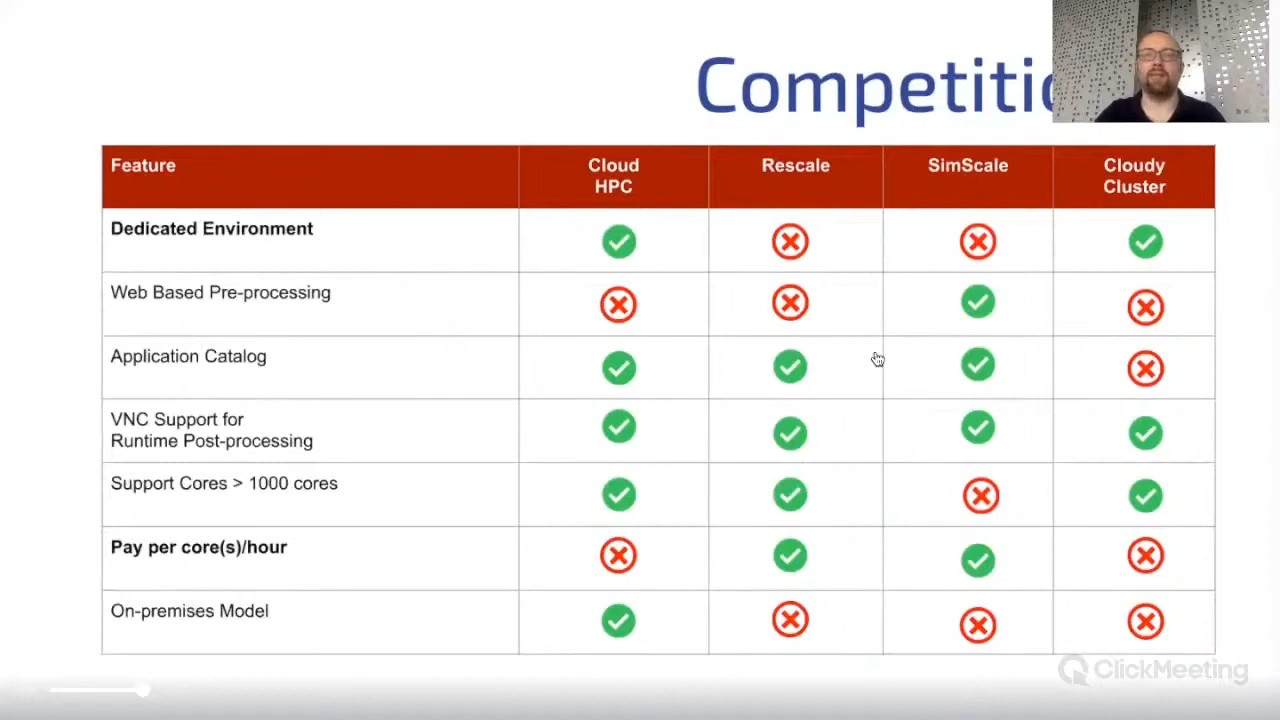 Competitio
Feature
Cloud
HPC
Rescale
SimScale
Cloudy
Cluster
Dedicated Environment
Web Based Pre-processing
Application Catalog
VNC Support for
Runtime Post-processing
Support Cores > 1000 cores
Pay per core(s)/hour
On-premises Model
ClickMeeting